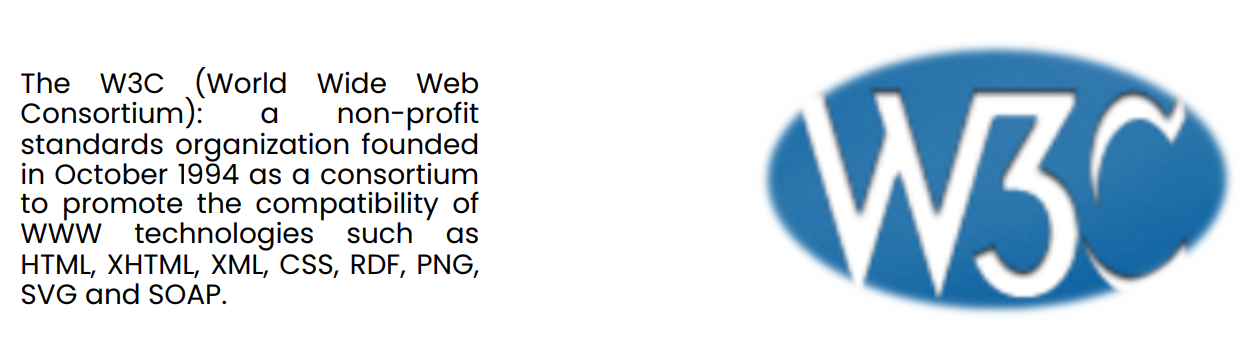 The W3C (World Wide Web
Consortium): a non-profit
standards organization founded
in October 1994 as a consortium
to promote the compatibility of
WWW technologies such as
HTML, XHTML, XML, CSS, RDF, PNG,
SVG and SOAP.
W3C